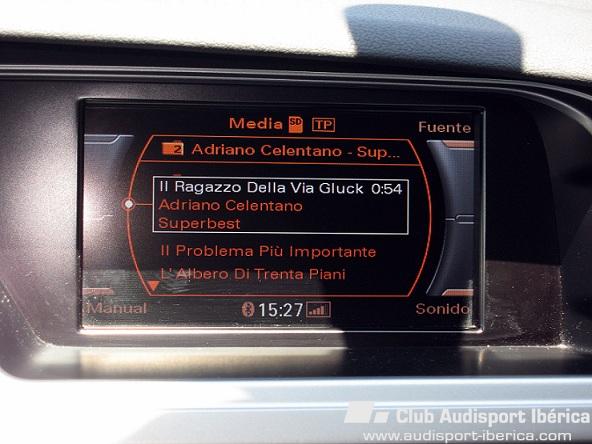 Media SD TP
Fuente
2 Adriano Celentano - Sup...
Il Ragazzo Della Via Gluck 0:54
Adriano Celentano
Superbest
Il Problema Più Importante
L'Albero Di Trenta Piani
Manual
15:27
Sonido
Club Audisport Ibérica
www.audisport-iberica.com